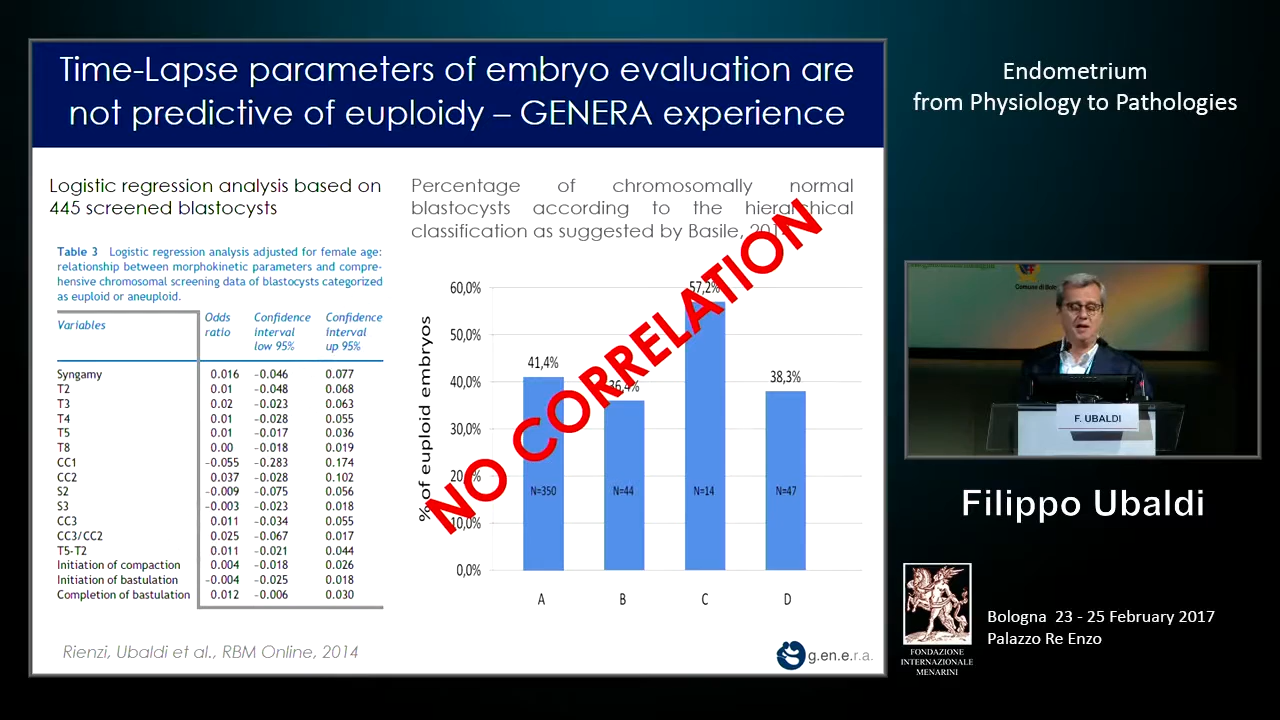 Time-Lapse parameters of embryo evaluation are
not predictive of euploidy – GENERA experience
Logistic regression analysis based on
445 screened blastocysts
Table 3 Logistic regression analysis adjusted for female age:
relationship between morphokinetic parameters and compre-
hensive chromosomal screening data of blastocysts categorized
as euploid or aneuploid.
Variables Odds ratio Confidence interval low 95% Confidence interval up 95%
Syngamy 0.016 -0.046 0.077
T2 0.01 -0.048 0.068
T3 0.02 -0.023 0.063
T4 0.01 -0.028 0.055
T5 0.01 -0.017 0.036
T8 0.00 -0.018 0.019
CC1 -0.055 -0.283 0.174
CC2 0.037 -0.028 0.102
S2 -0.009 -0.075 0.056
S3 -0.003 -0.023 0.018
CC3 0.011 -0.034 0.055
CC3/CC2 0.025 -0.067 0.017
T5-T2 0.011 -0.021 0.044
Initiation of compaction 0.004 -0.018 0.026
Initiation of bastulation -0.004 -0.025 0.018
Completion of bastulation 0.012 -0.006 0.030
Rienzi, Ubaldi et al., RBM Online, 2014
Percentage of chromosomally normal
blastocysts according to the hierarchical
classification as suggested by Basile,
NO CORRELATION
% of euploid embryos
60,0%
50,0%
40,0%
30,0%
10,0%
0,0%
41,4%
36,4%
57,2%
38,3%
N=350
N=44
N=14
N=47
A
B
C
D
g.en.e.r.a.
Endometrium
from Physiology to Pathologies
F. UBALDI
Filippo Ubaldi
FONDAZIONE
INTERNAZIONALE
MENARINI
Bologna 23 - 25 February 2017
Palazzo Re Enzo